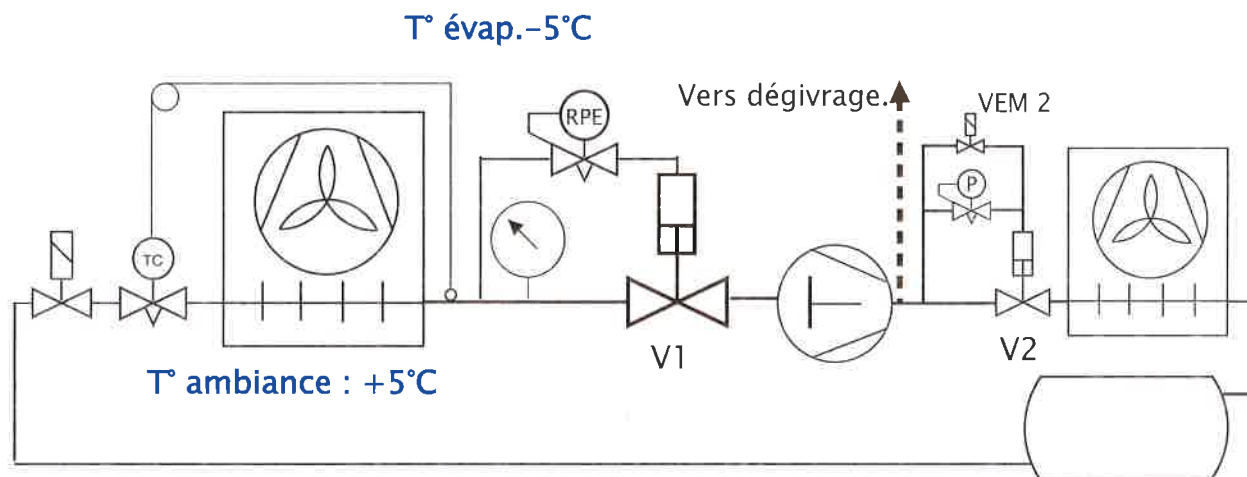 T° évap.-5°C
Vers dégivrage.
VEM 2
RPE
P
TC
V1
V2
T° ambiance : +5°C